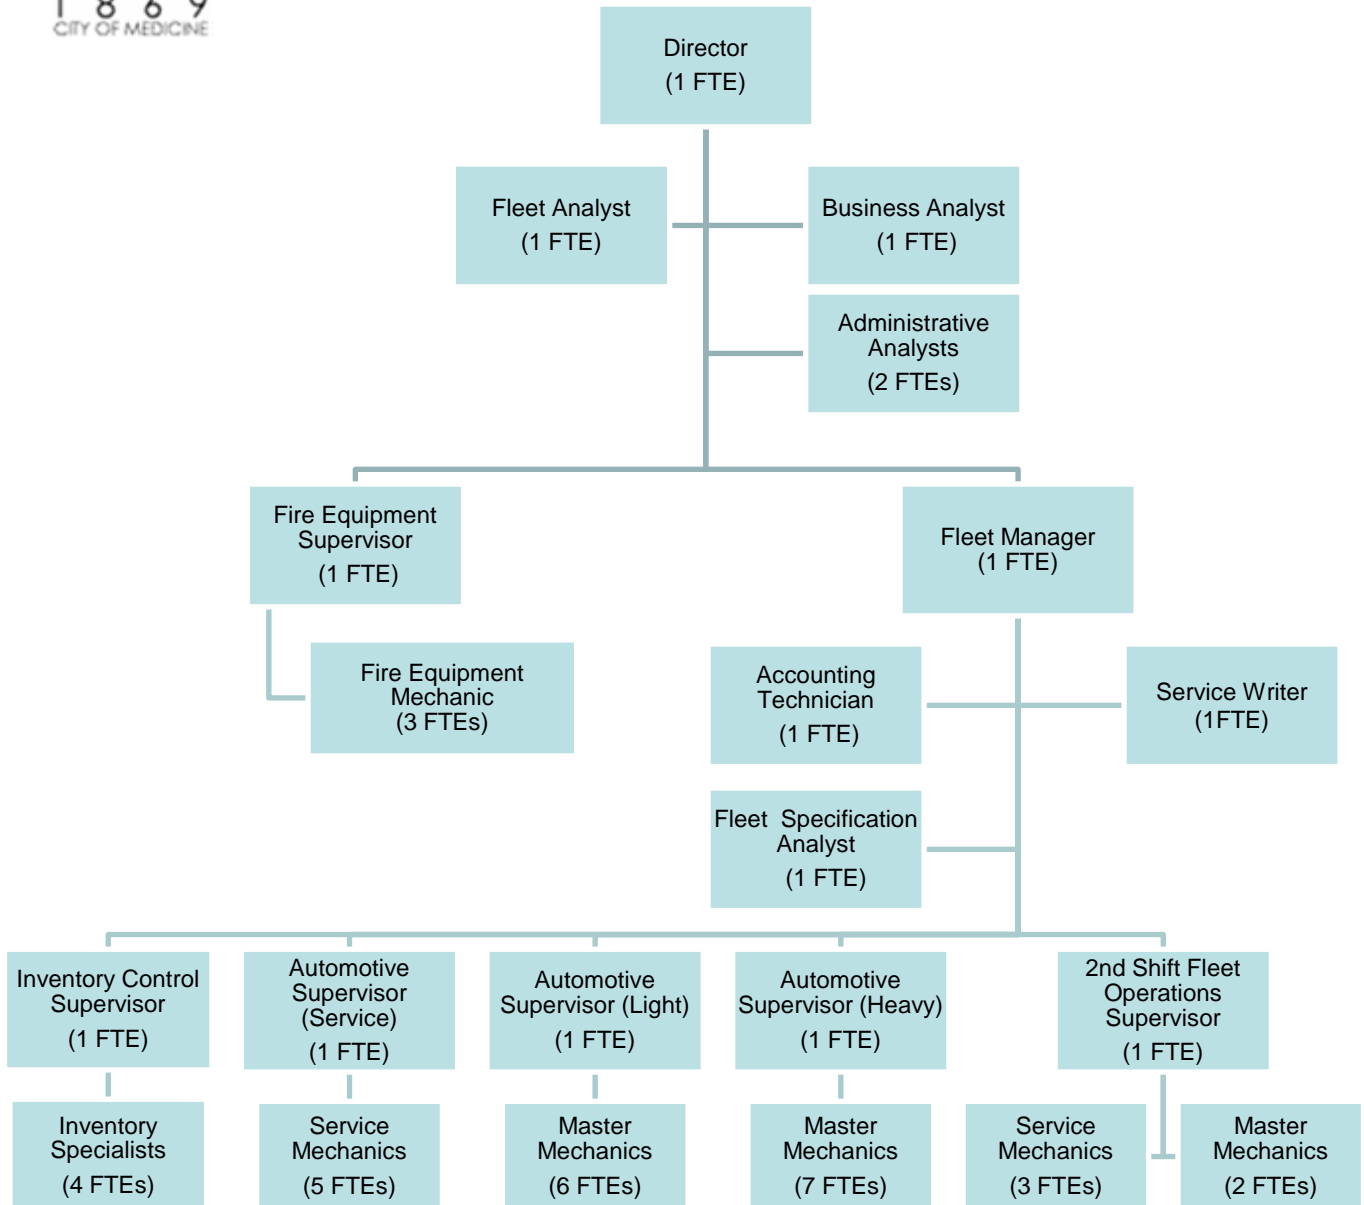 1 8 6 9
CITY OF MEDICINE
Director
(1 FTE)
Fleet Analyst
(1 FTE)
Business Analyst
(1 FTE)
Administrative
Analysts
(2 FTEs)
Fire Equipment
Supervisor
(1 FTE)
Fleet Manager
(1 FTE)
Fire Equipment
Mechanic
(3 FTEs)
Accounting
Technician
(1 FTE)
Service Writer
(1FTE)
Fleet  Specification
Analyst
(1 FTE)
Inventory Control
Supervisor
(1 FTE)
Automotive
Supervisor
(Service)
(1 FTE)
Automotive
Supervisor (Light)
(1 FTE)
Automotive
Supervisor (Heavy)
(1 FTE)
2nd Shift Fleet
Operations
Supervisor
(1 FTE)
Inventory
Specialists
(4 FTEs)
Service
Mechanics
(5 FTEs)
Master
Mechanics
(6 FTEs)
Master
Mechanics
(7 FTEs)
Service
Mechanics
(3 FTEs)
Master
Mechanics
(2 FTEs)